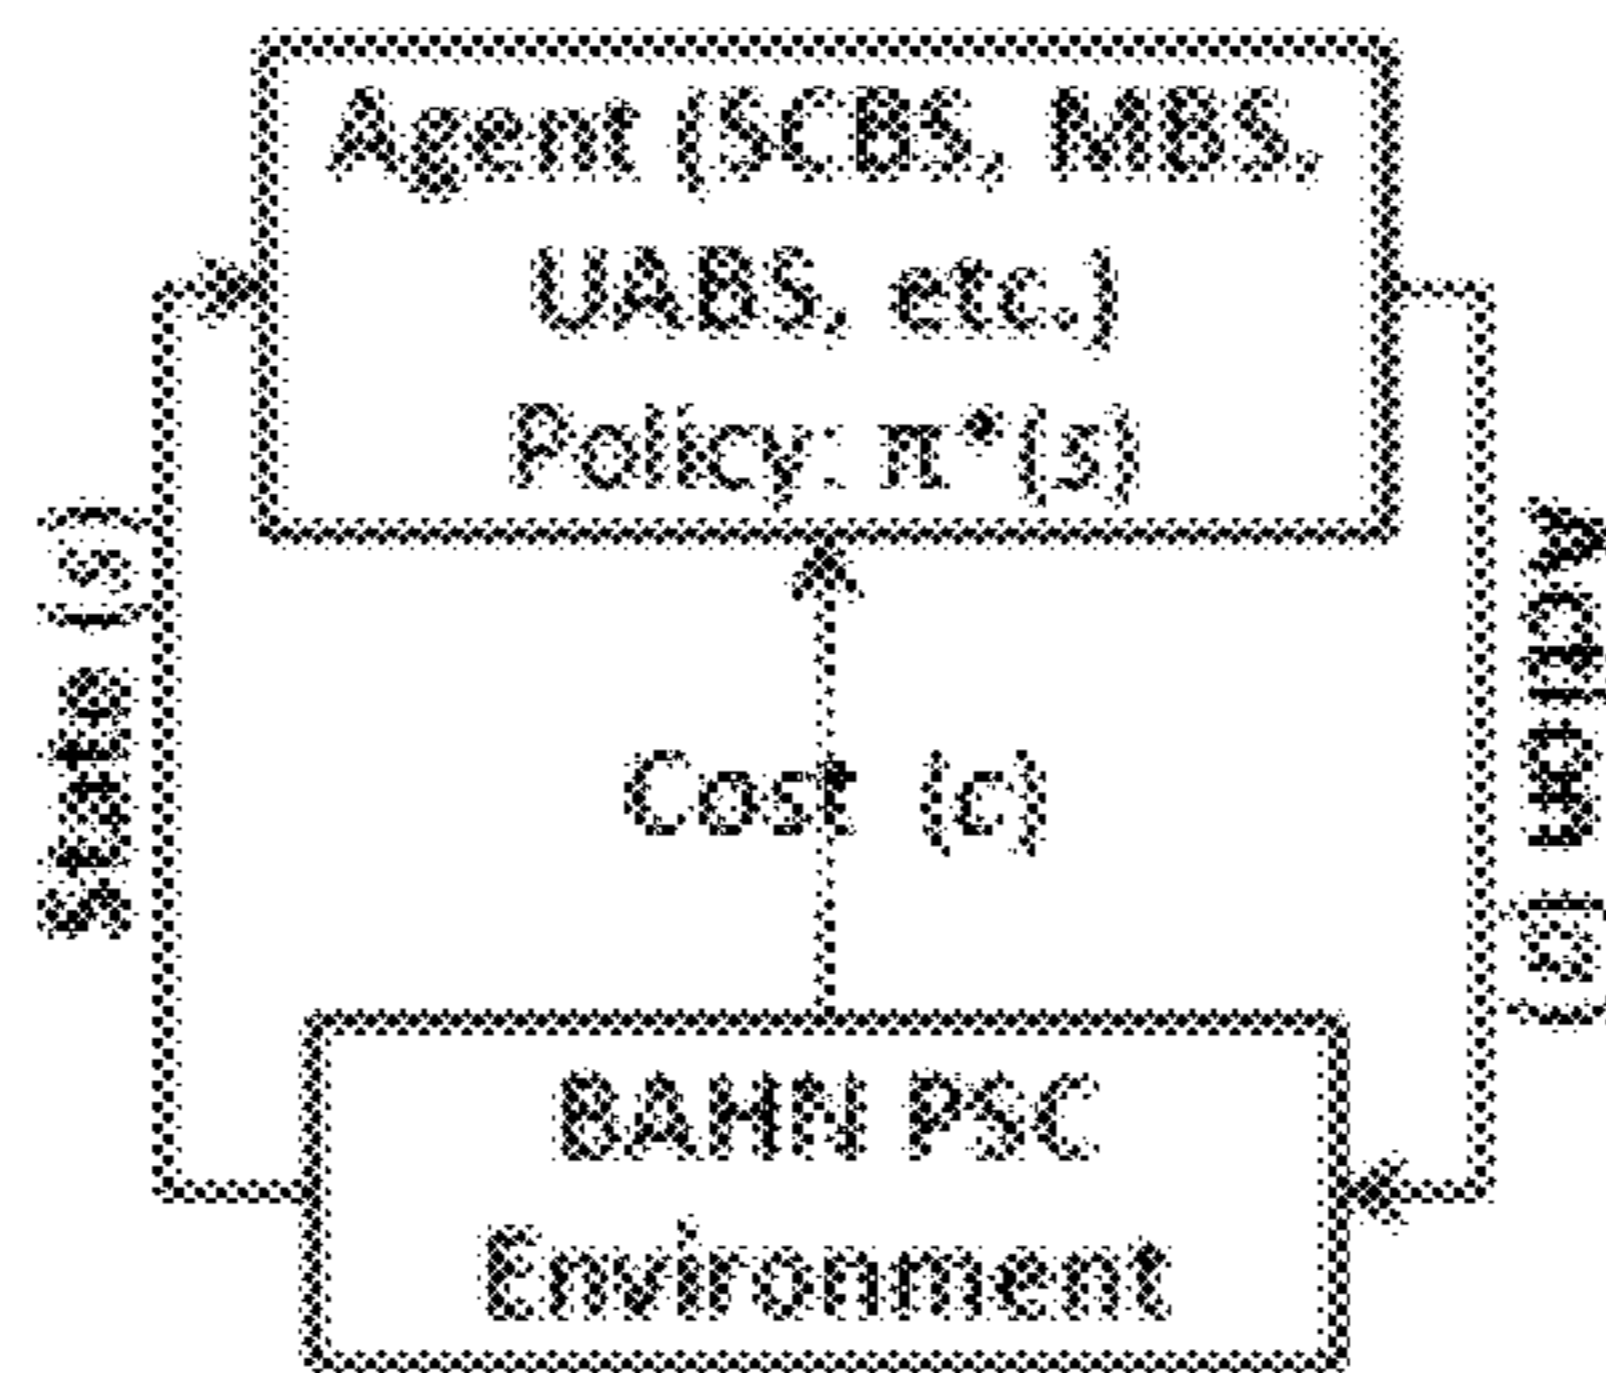 Agent (SCBS, MBS,
UABS, etc.)
Policy: π*(s)
State (s)
Cost (c)
Action (a)
BAHN PSC
Environment